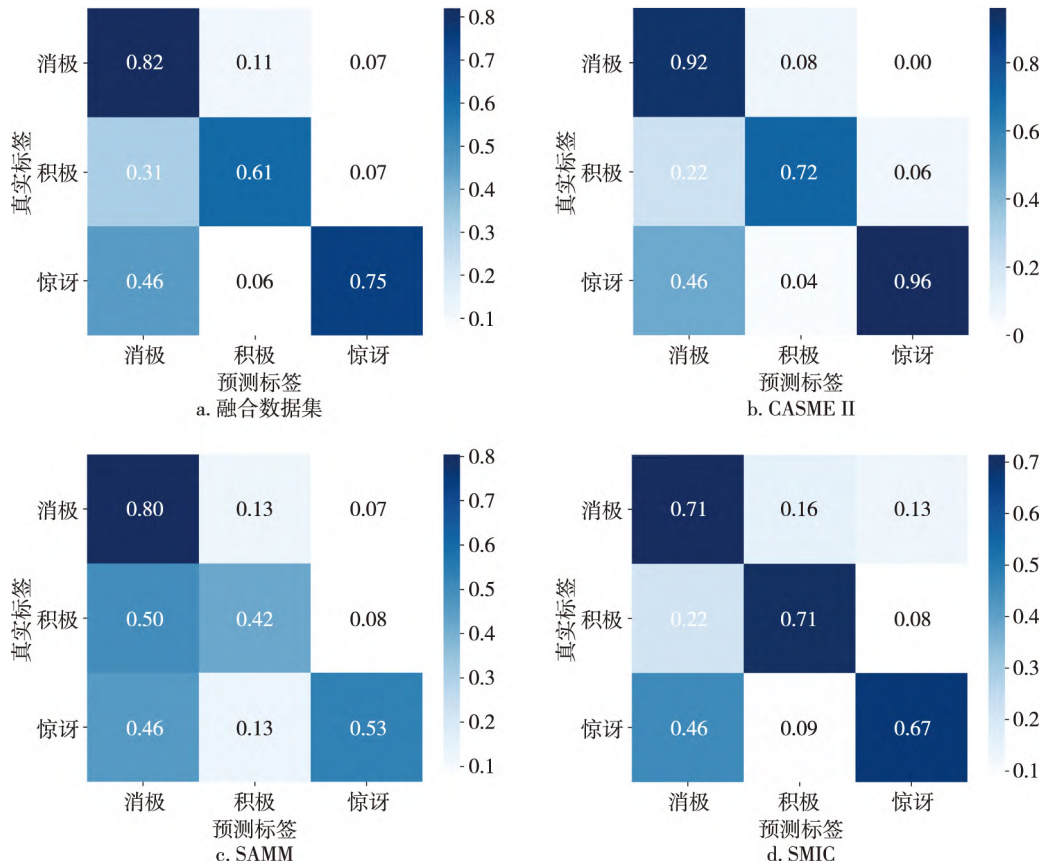 0.8
消极 0.82 0.11 0.07
0.7
0.6
真实标签
积极 0.31 0.61 0.07
0.5
0.4
0.3
惊讶 0.46 0.06 0.75
0.2
0.1
消极 积极 惊讶
预测标签
a. 融合数据集
消极 0.92 0.08 0.00
0.8
0.6
真实标签
积极 0.22 0.72 0.06
0.4
惊讶 0.46 0.04 0.96
0.2
0
消极 积极 惊讶
预测标签
b. CASME II
0.8
消极 0.80 0.13 0.07
0.7
0.6
真实标签
积极 0.50 0.42 0.08
0.5
0.4
0.3
惊讶 0.46 0.13 0.53
0.2
0.1
消极 积极 惊讶
预测标签
c. SAMM
0.7
消极 0.71 0.16 0.13
0.6
0.5
真实标签
积极 0.22 0.71 0.08
0.4
0.3
惊讶 0.46 0.09 0.67
0.2
0.1
消极 积极 惊讶
预测标签
d. SMIC